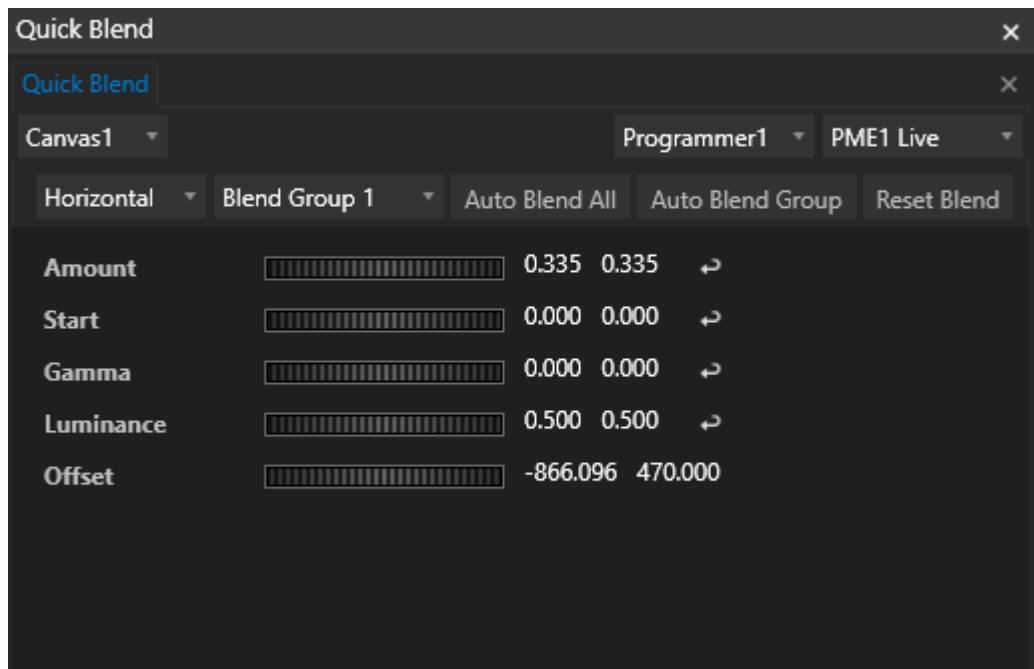 Quick Blend
Quick Blend
Canvas1 Programmer1 PME1 Live
Horizontal Blend Group 1 Auto Blend All Auto Blend Group Reset Blend
Amount 0.335 0.335
Start 0.000 0.000
Gamma 0.000 0.000
Luminance 0.500 0.500
Offset -866.096 470.000